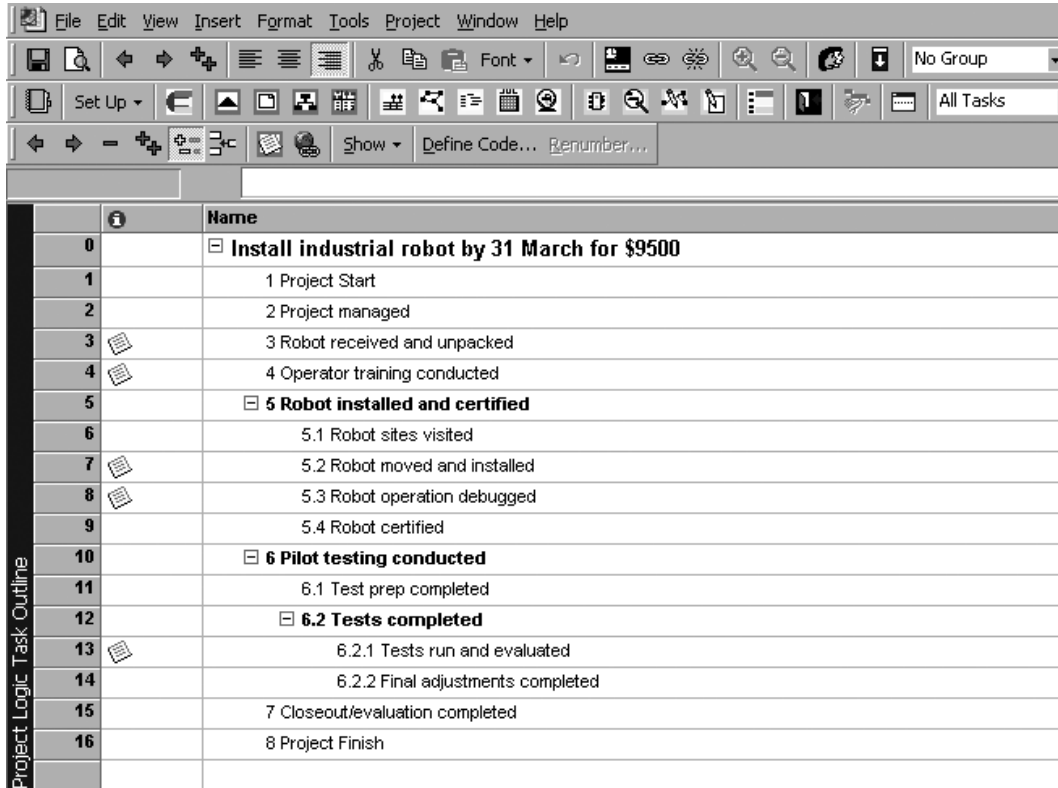 File Edit View Insert Format Tools Project Window Help
Font No Group
Set Up All Tasks
Show Define Code... Renumber...
Name
0 Install industrial robot by 31 March for $9500
1 1 Project Start
2 2 Project managed
3 3 Robot received and unpacked
4 4 Operator training conducted
5 5 Robot installed and certified
6 5.1 Robot sites visited
7 5.2 Robot moved and installed
8 5.3 Robot operation debugged
9 5.4 Robot certified
10 6 Pilot testing conducted
11 6.1 Test prep completed
12 6.2 Tests completed
13 6.2.1 Tests run and evaluated
14 6.2.2 Final adjustments completed
15 7 Closeout/evaluation completed
16 8 Project Finish
Project Logic Task Outline